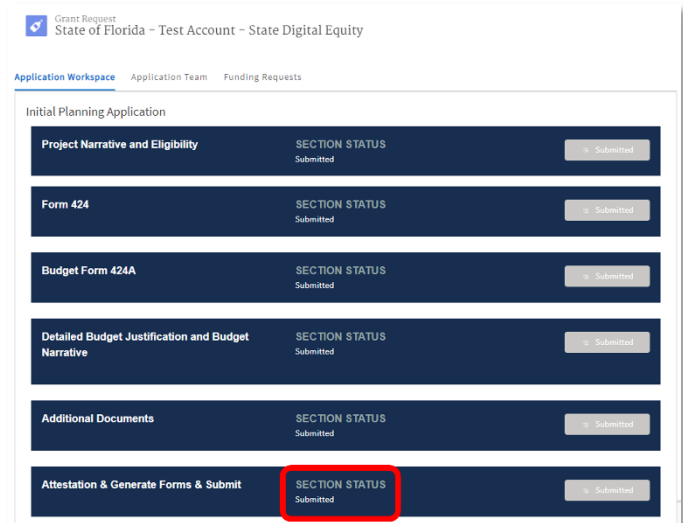 Grant Request
State of Florida – Test Account – State Digital Equity
Application Workspace Application Team Funding Requests
Initial Planning Application
Project Narrative and Eligibility SECTION STATUS Submitted
Submitted
Form 424 SECTION STATUS Submitted
Submitted
Budget Form 424A SECTION STATUS Submitted
Submitted
Detailed Budget Justification and Budget SECTION STATUS Submitted
Narrative Submitted
Additional Documents SECTION STATUS Submitted
Submitted
Attestation & Generate Forms & Submit SECTION STATUS Submitted
Submitted